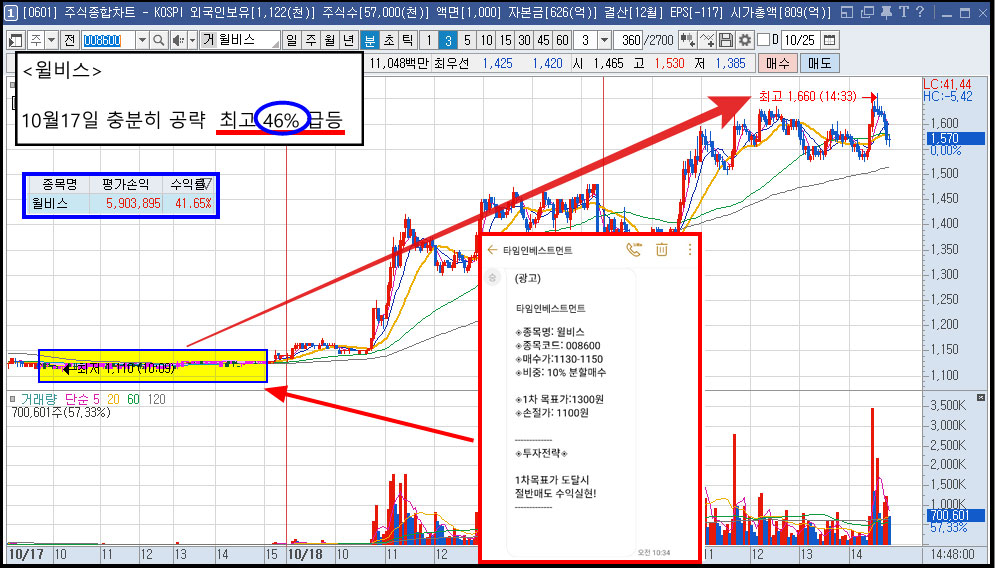 1 [0601] 주식종합차트 - KOSPI 외국인보유[1,122(천)] 주식수[57,000(천)] 액면[1,000] 자본금[626(억)] 결산[12월] EPS[-117] 시가총액[809(억)]
주 전 008600 거 월비스 일 주 월 년 분 초 틱 1 3 5 10 15 30 45 60 3 360 /2700 D 10/25
11,048백만 최우선 1,425 1,420 시 1,465 고 1,530 저 1,385 매수 매도
<윌비스>
10월17일 충분히 공략 최고 46% 급등
종목명 평가손익 수익률
윌비스 5,903,895 41.65%
최고 1,660 (14:33)
LC:41,44
HC:-5,42
1,600
1,570
0,00%
1,550
1,500
1,450
1,400
1,350
1,300
1,250
1,200
1,150
1,100
최저 1,110 (10:09)
타임인베스트먼트
(광고)
타임인베스트먼트
◈종목명: 윌비스
◈종목코드: 008600
◈매수가:1130-1150
◈비중: 10% 분할매수
◈1차 목표가:1300원
◈손절가: 1100원
-------------
◈투자전략◈
1차목표가 도달시
절반매도 수익실현!
-------------
오전 10:34
거래량 단순 5 20 60 120
700,601주(57,33%)
3,500K
3,000K
2,500K
2,000K
1,500K
1,000K
700,601
57,33%
10/17 10 11 12 13 14 15 10/18 10 11 12 11 12 13 14 14:48:00